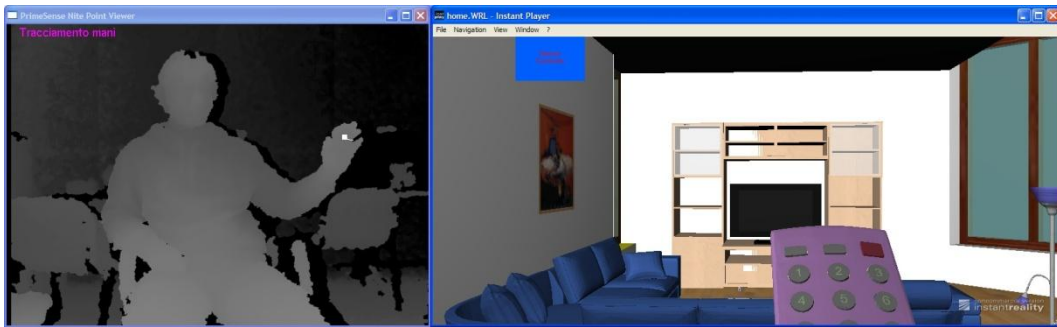 PrimeSense Nite Point Viewer
Tracciamento mani
home.WRL - Instant Player
File Navigation View Window ?
1 2 3
4 5 6
instantreality